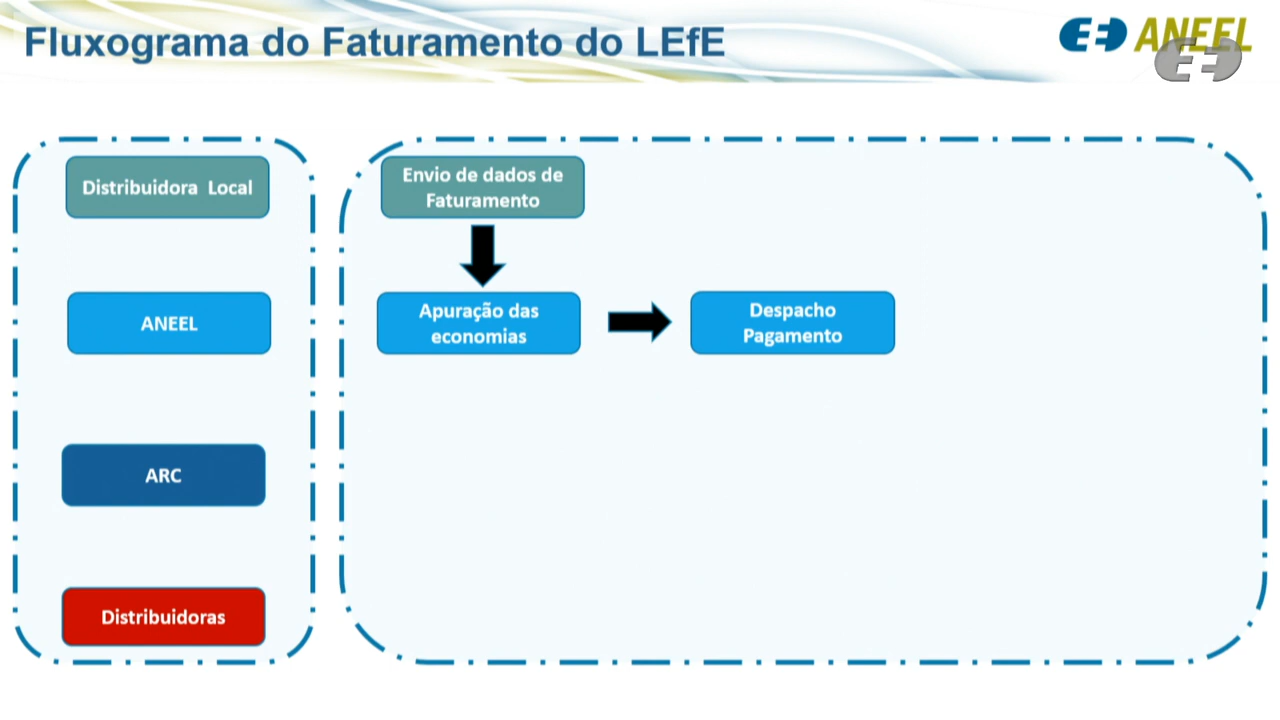 Fluxograma do Faturamento do LEfE
ANEEL
Distribuidora Local
Envio de dados de
Faturamento
ANEEL
Apuração das
economias
Despacho
Pagamento
ARC
Distribuidoras